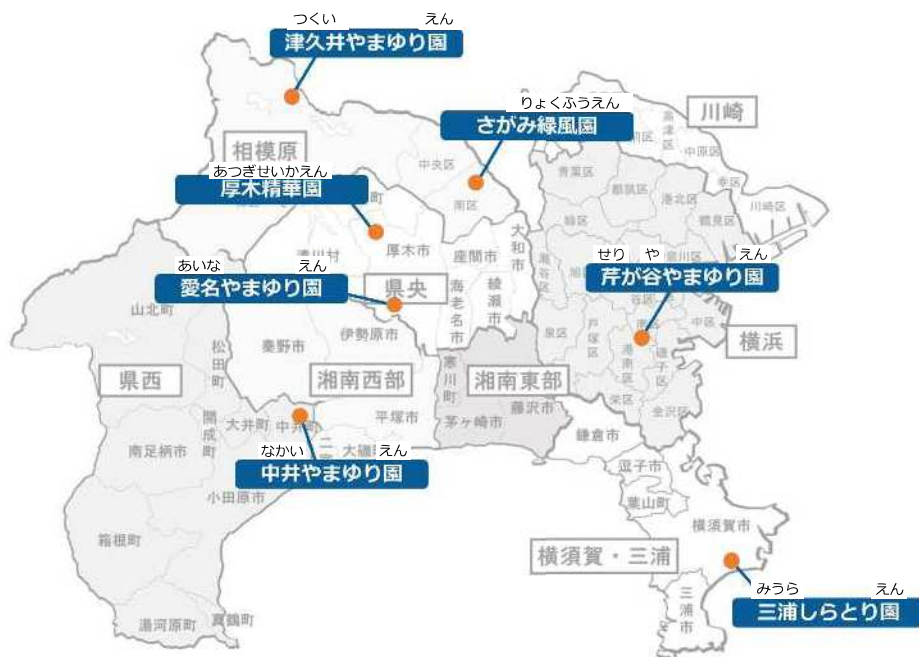 つくい えん
津久井やまゆり園
りょくふうえん
さがみ緑風園
川崎
高津区
中原区
相模原
中央区
青葉区
あつぎせいかえん
厚木精華園
南区
都筑区
港北区
幸区
川崎区
鶴見区
緑区
大和市
清川村
厚木市
座間市
瀬谷区
せり や えん
芹が谷やまゆり園
あいな えん
愛名やまゆり園
県央
海老名市
綾瀬市
山北町
伊勢原市
泉区
戸塚区
港南区
磯子区
中区
横浜
秦野市
松田町
県西
湘南西部
寒川町
湘南東部
栄区
金沢区
藤沢市
茅ヶ崎市
平塚市
開成町
大井町
中井町
南足柄市
鎌倉市
なかい えん
中井やまゆり園
大磯
逗子市
小田原市
葉山町
横須賀市
箱根町
横須賀・三浦
みうら えん
三浦しらとり園
三浦市
湯河原町
真鶴町